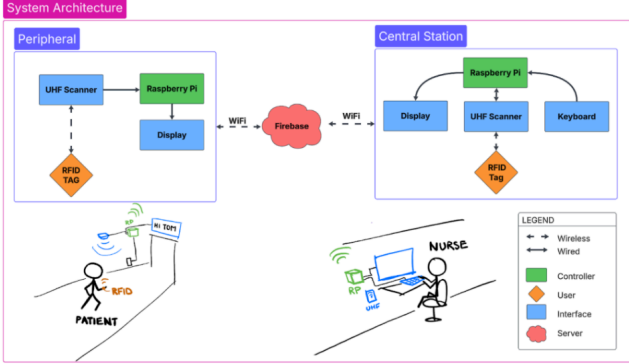 System Architecture
Peripheral
Central Station
UHF Scanner
Raspberry Pi
Display
RFID
TAG
WiFi
Firebase
WiFi
Raspberry Pi
Display
UHF Scanner
Keyboard
RFID
Tag
RP
HI TOM
RFID
PATIENT
NURSE
RP
UHF
LEGEND
Wireless
Wired
Controller
User
Interface
Server